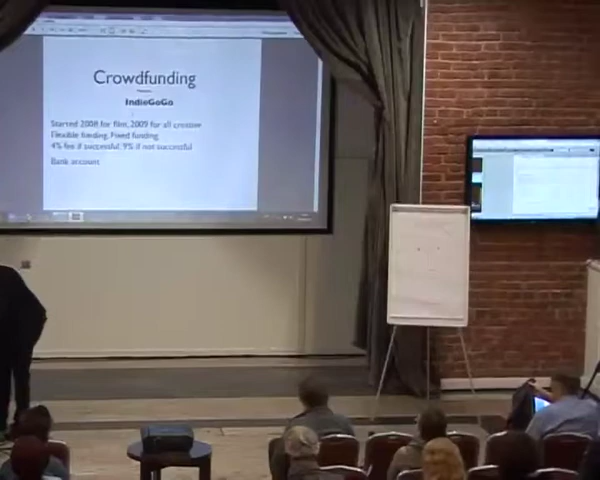 Crowdfunding
IndieGoGo
Started 2008 for film, 2009 for all creative
Flexible funding, Fixed funding
4% fee if successful, 9% if not successful
Bank account